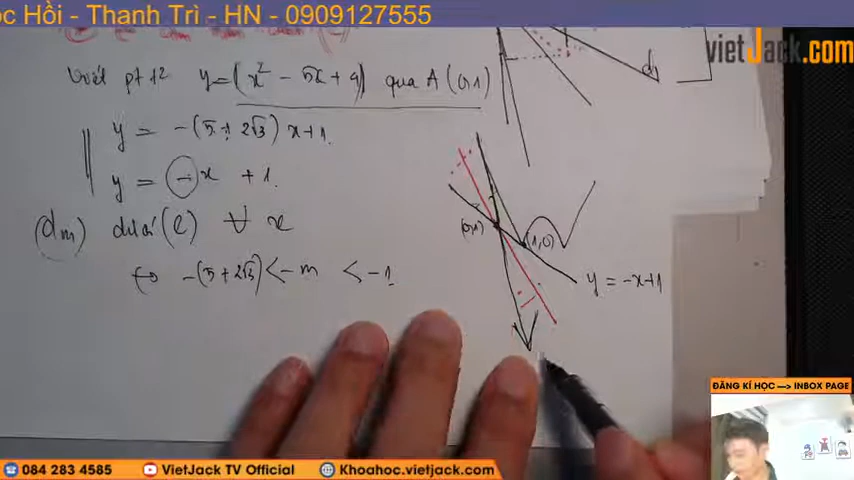 ọc Hồi - Thanh Trì - HN - 0909127555
vietJack.com
Viết pt t² y = (x² - 5x + 4) qua A (0,1)
y = -(5 + 2√3) x + 1.
y = -x + 1.
(dm) dưới (C) ∀ x
↔ -(5 + 2√3) < -m < -1
d1
(0,1)
(1,0)
y = -x+1
ĐĂNG KÍ HỌC --> INBOX PAGE
084 283 4585
VietJack TV Official
Khoahoc.vietjack.com